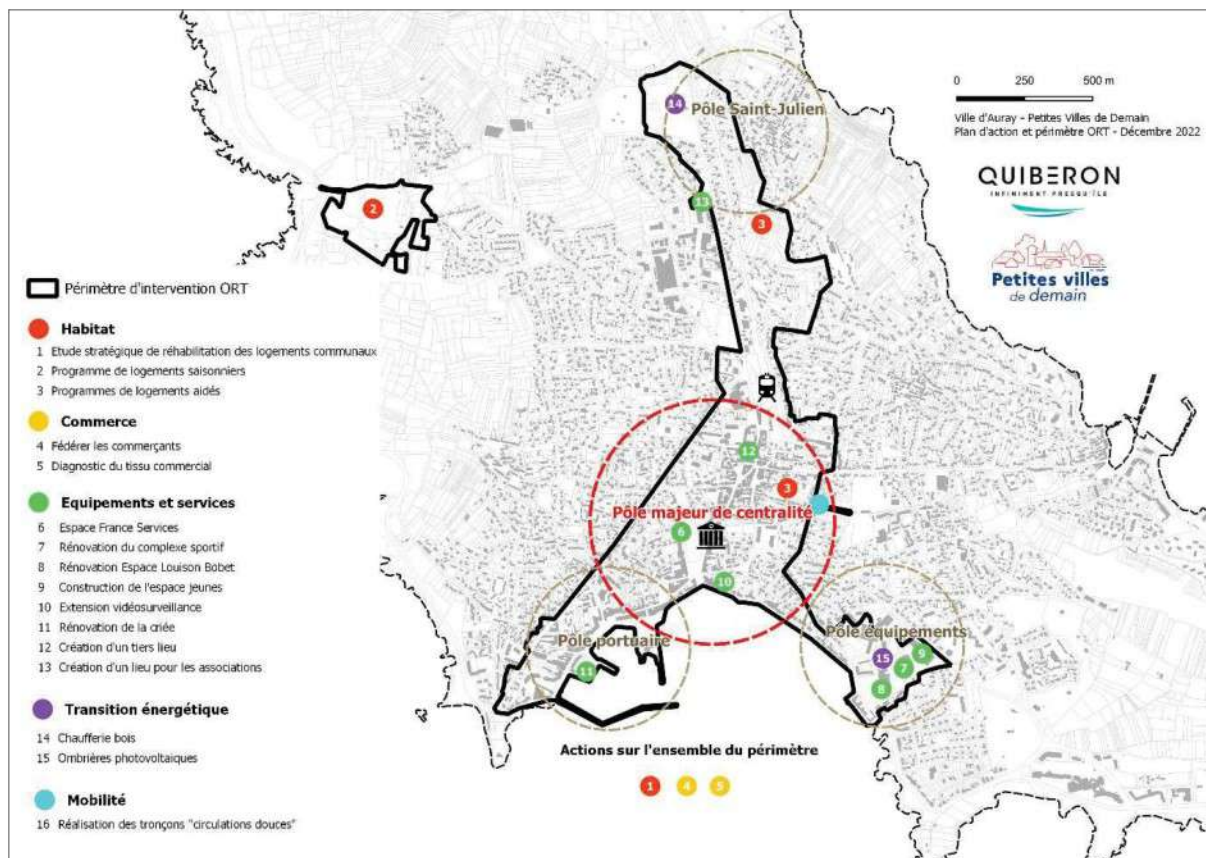 14
Pôle Saint-Julien
0 250 500 m
Ville d'Auray - Petites Villes de Demain
Plan d'action et périmètre ORT - Décembre 2022
QUIBERON
INFINIMENT PRESQU'ÎLE
Petites villes
de demain
2
13
3
Périmètre d'intervention ORT
Habitat
1 Etude stratégique de réhabilitation des logements communaux
2 Programme de logements saisonniers
3 Programmes de logements aidés
Commerce
4 Fédérer les commerçants
5 Diagnostic du tissu commercial
Equipements et services
6 Espace France Services
7 Rénovation du complexe sportif
8 Rénovation Espace Louison Bobet
9 Construction de l'espace jeunes
10 Extension vidéosurveillance
11 Rénovation de la criée
12 Création d'un tiers lieu
13 Création d'un lieu pour les associations
Transition énergétique
14 Chaufferie bois
15 Ombrières photovoltaiques
Mobilité
16 Réalisation des tronçons "circulations douces"
12
3
Pôle majeur de centralité
6
10
Pôle portuaire
11
Pôle équipements
15
9
7
8
Actions sur l'ensemble du périmètre
1 4 5